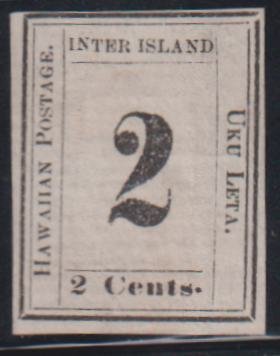 INTER ISLAND
HAWAIIAN POSTAGE.
2
UKU LETA.
2 Cents.